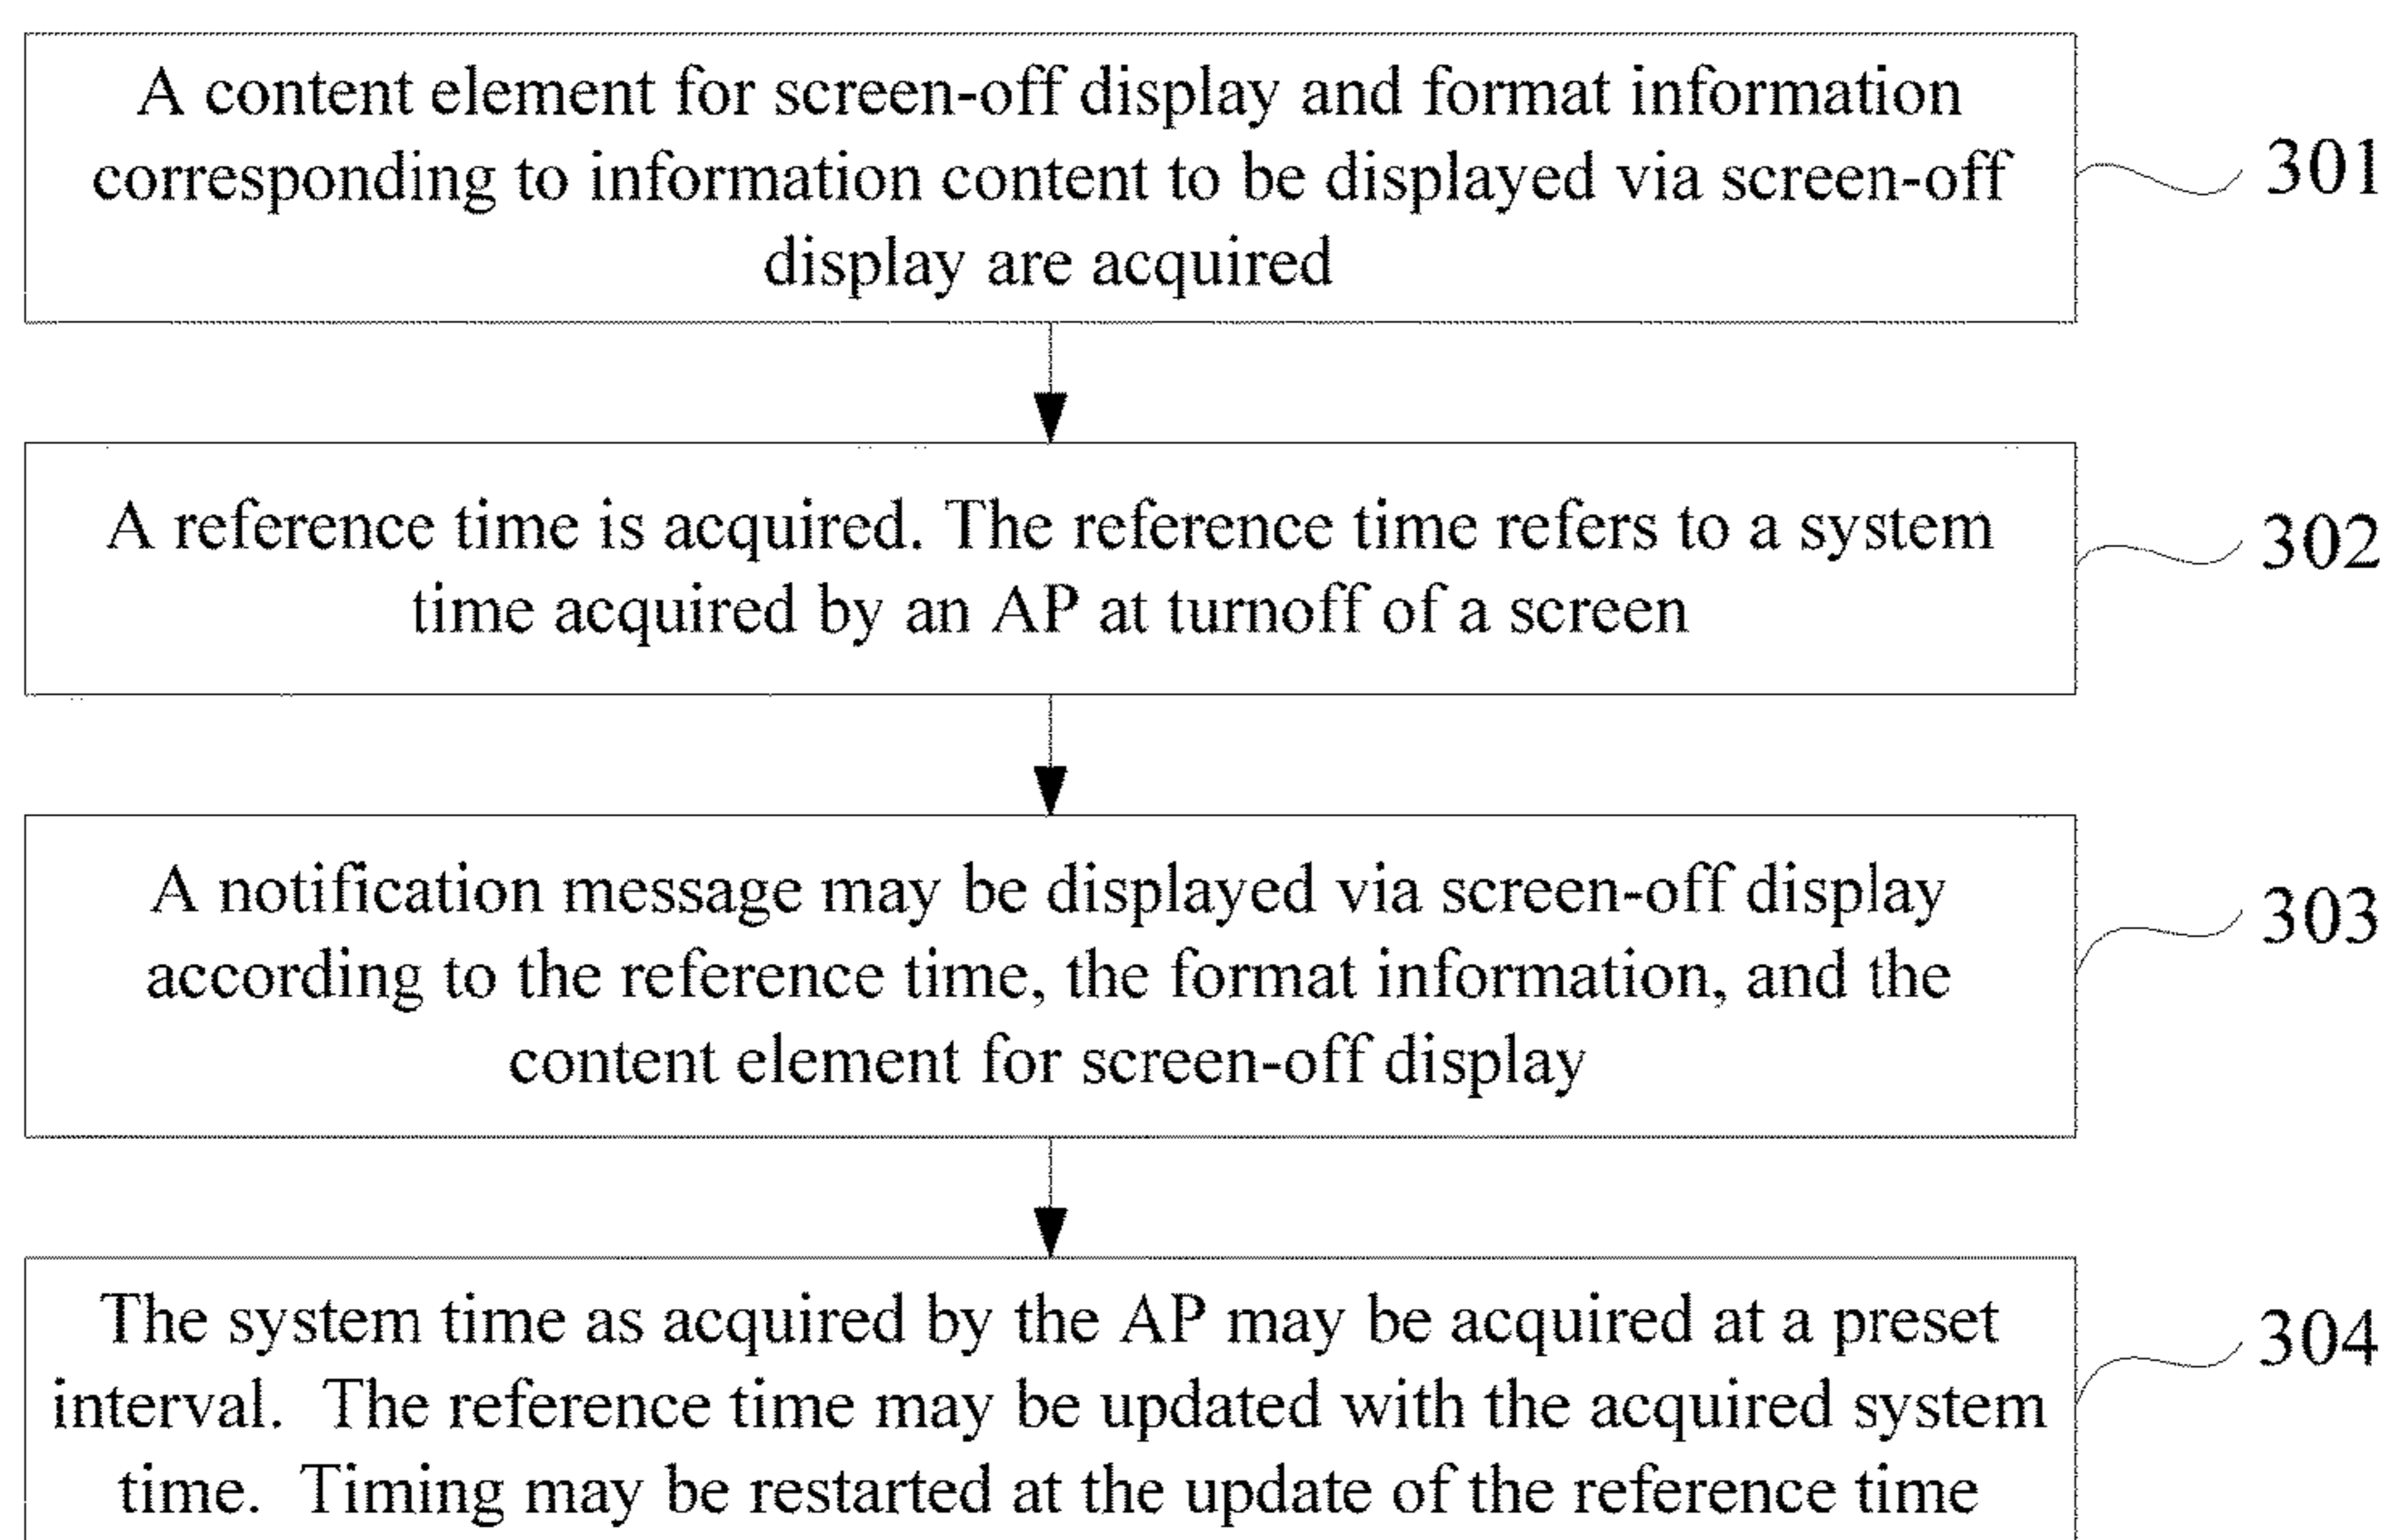 A content element for screen-off display and format information
corresponding to information content to be displayed via screen-off
display are acquired
301
A reference time is acquired. The reference time refers to a system
time acquired by an AP at turnoff of a screen
302
A notification message may be displayed via screen-off display
according to the reference time, the format information, and the
content element for screen-off display
303
The system time as acquired by the AP may be acquired at a preset
interval. The reference time may be updated with the acquired system
time. Timing may be restarted at the update of the reference time
304